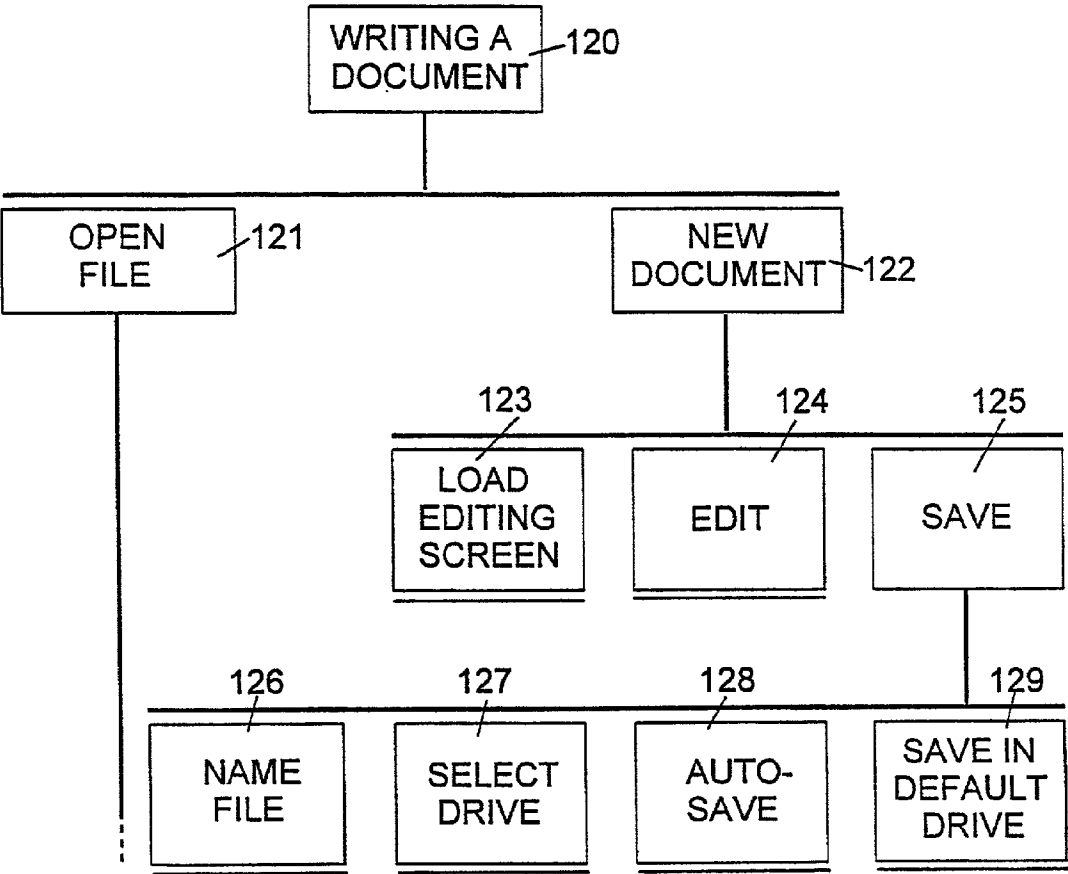 WRITING A
DOCUMENT
120
OPEN
FILE
121
NEW
DOCUMENT
122
123
124
125
LOAD
EDITING
SCREEN
EDIT
SAVE
126
127
128
129
NAME
FILE
SELECT
DRIVE
AUTO-
SAVE
SAVE IN
DEFAULT
DRIVE